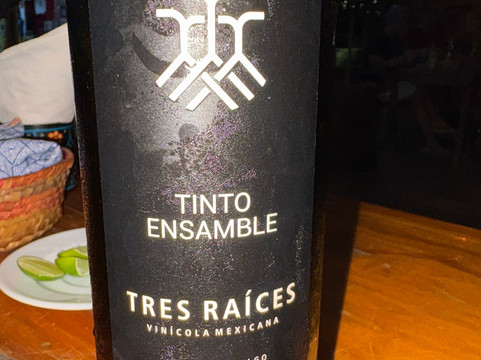 TINTO
ENSAMBLE
TRES RAÍCES
VINÍCOLA MEXICANA